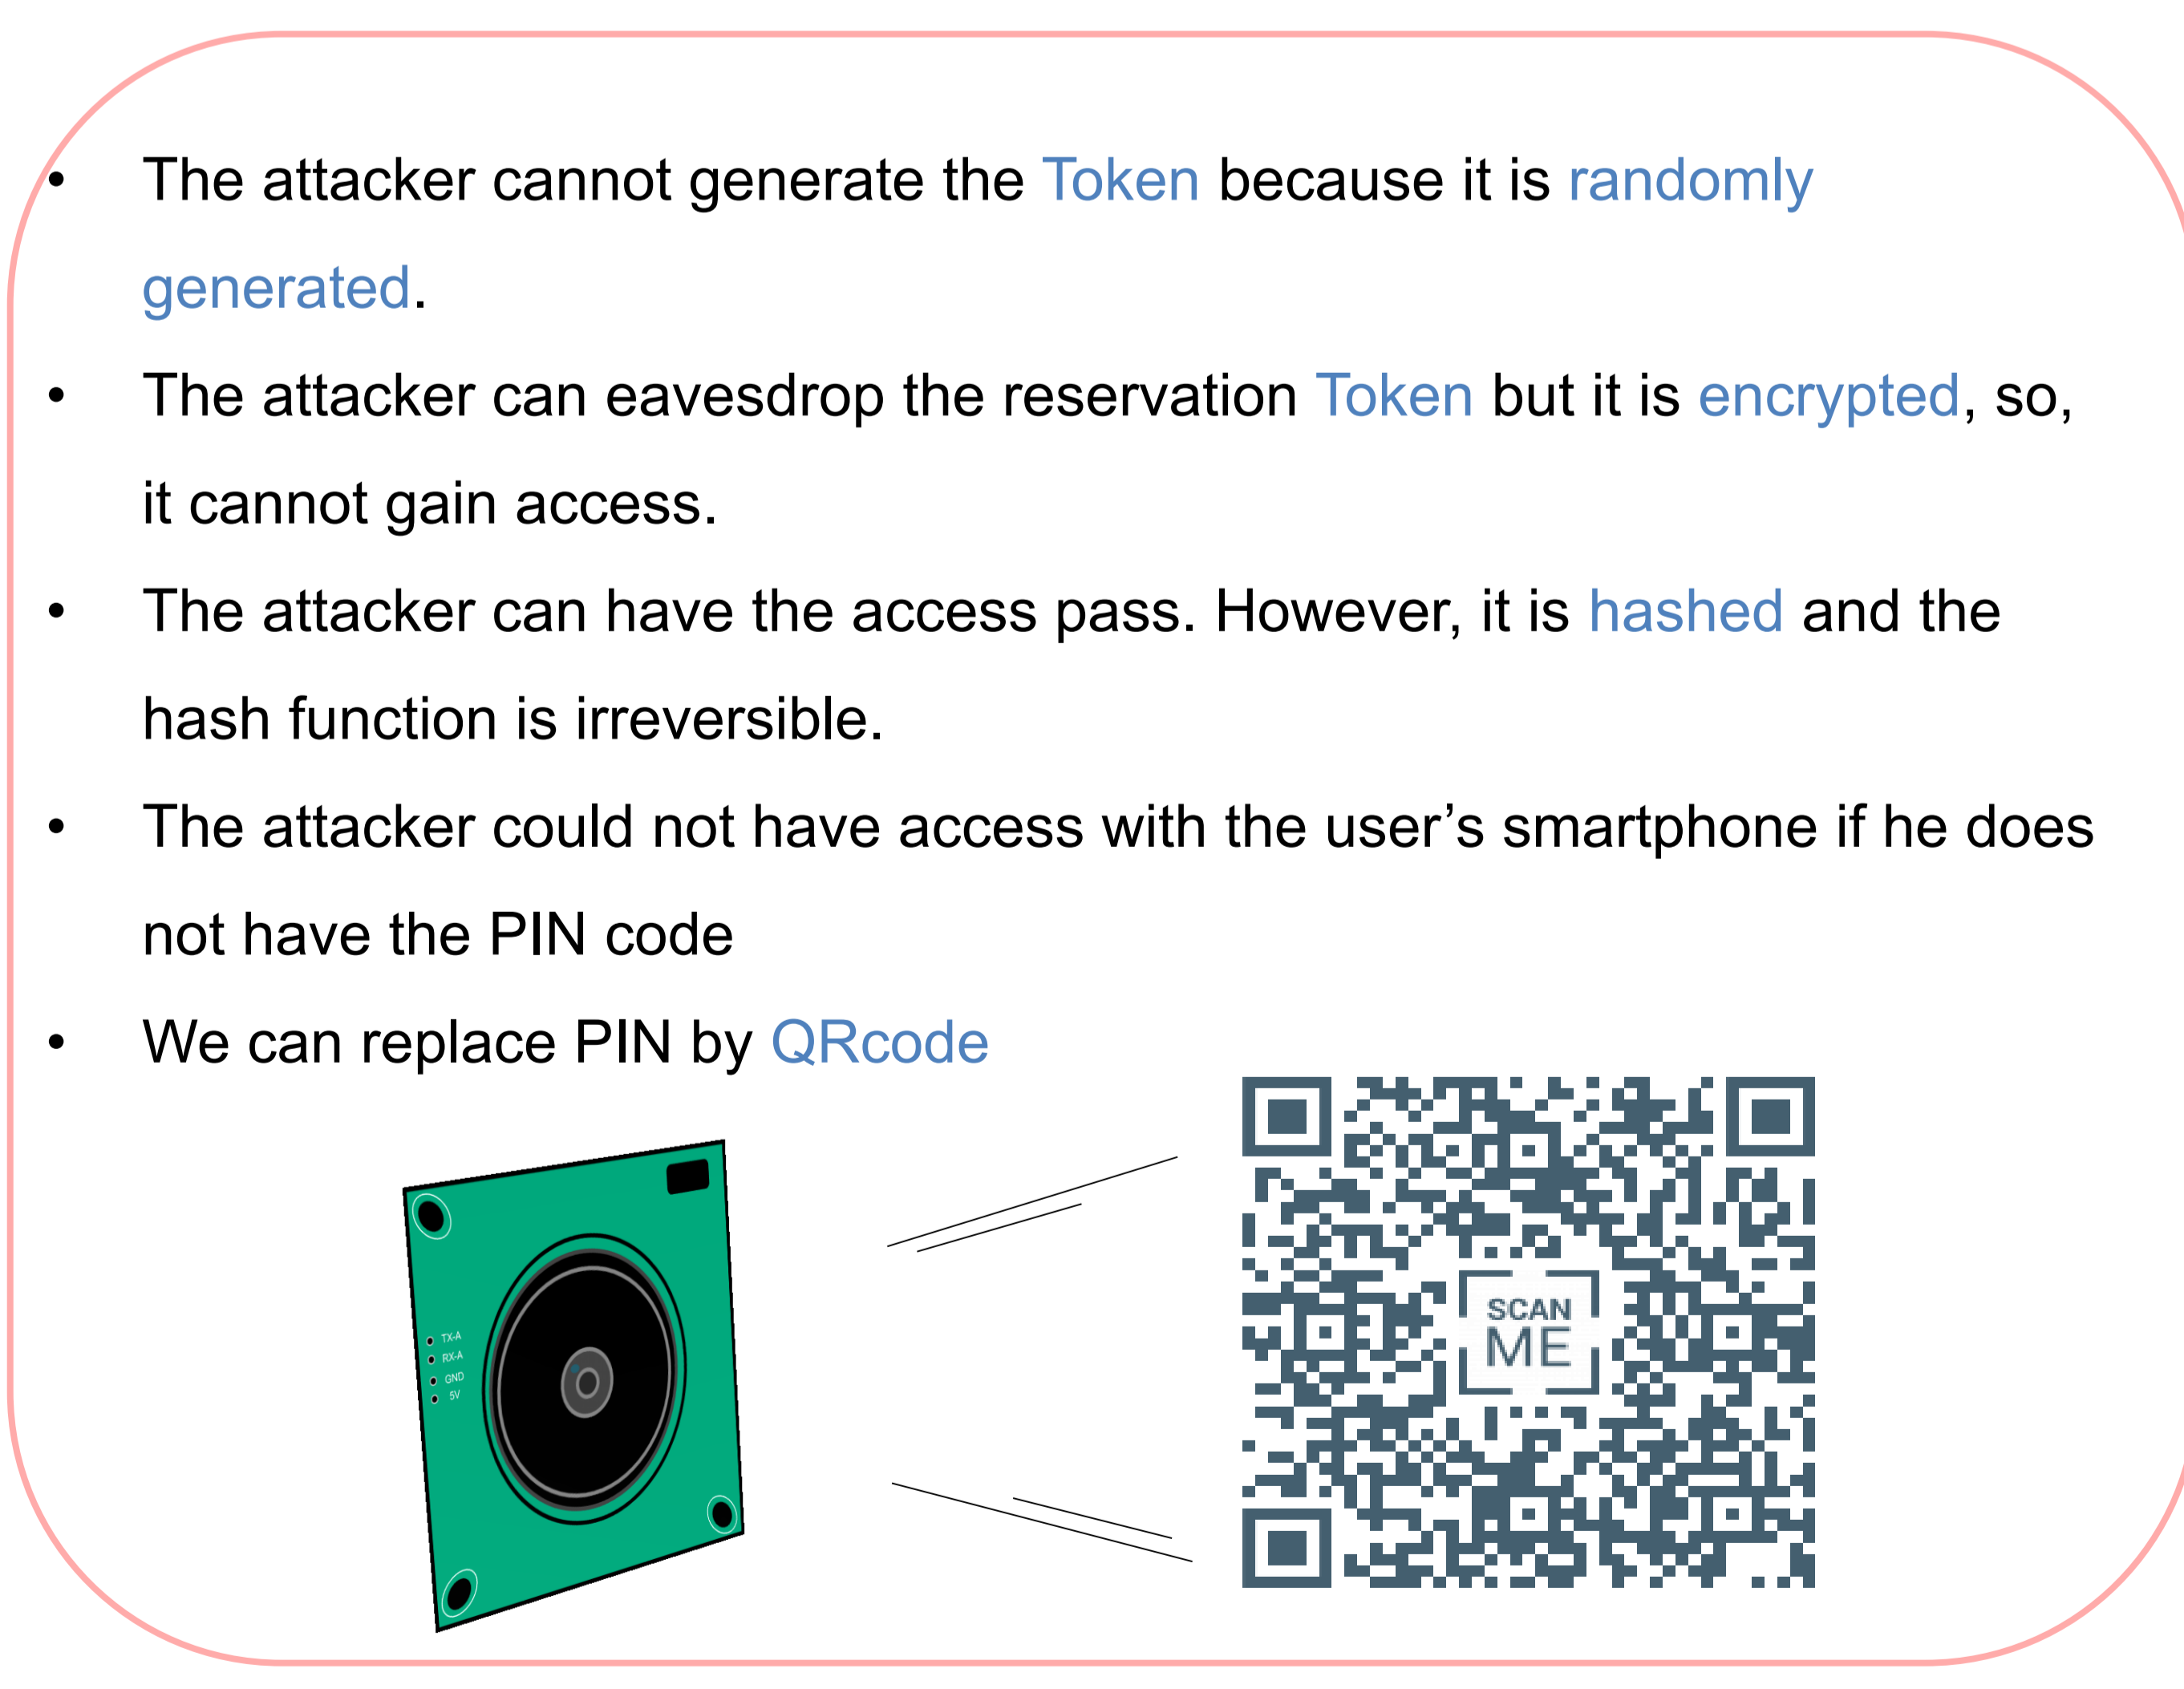 • The attacker cannot generate the Token because it is randomly
generated.
• The attacker can eavesdrop the reservation Token but it is encrypted, so,
it cannot gain access.
• The attacker can have the access pass. However, it is hashed and the
hash function is irreversible.
• The attacker could not have access with the user’s smartphone if he does
not have the PIN code
• We can replace PIN by QRcode
TX-A
RX-A
GND
5V
SCAN
ME